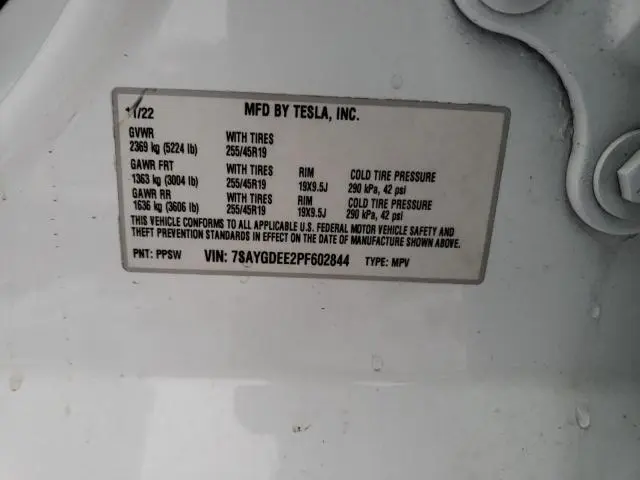 11/22 MFD BY TESLA, INC.
GVWR WITH TIRES
2369 kg (5224 lb) 255/45R19
GAWR FRT WITH TIRES RIM COLD TIRE PRESSURE
1363 kg (3004 lb) 255/45R19 19X9.5J 290 kPa, 42 psi
GAWR RR WITH TIRES RIM COLD TIRE PRESSURE
1636 kg (3606 lb) 255/45R19 19X9.5J 290 kPa, 42 psi
THIS VEHICLE CONFORMS TO ALL APPLICABLE U.S. FEDERAL MOTOR VEHICLE SAFETY AND
THEFT PREVENTION STANDARDS IN EFFECT ON THE DATE OF MANUFACTURE SHOWN ABOVE.
PNT: PPSW VIN: 7SAYGDEE2PF602844 TYPE: MPV